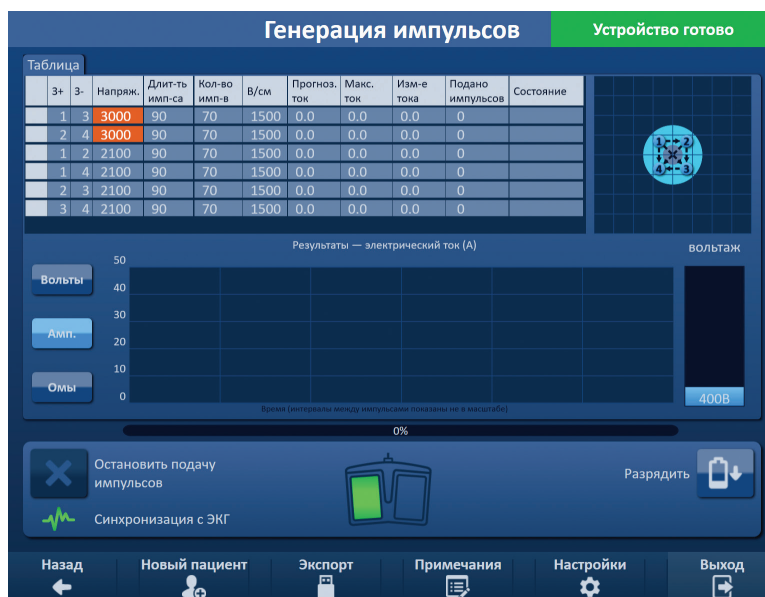 Генерация импульсов
Устройство готово
Таблица
З+ З- Напряж. Длит-ть имп-са Кол-во имп-в В/см Прогноз. ток Макс. ток Изм-е тока Подано импульсов Состояние
1 3 3000 90 70 1500 0.0 0.0 0.0 0
2 4 3000 90 70 1500 0.0 0.0 0.0 0
1 2 2100 90 70 1500 0.0 0.0 0.0 0
1 4 2100 90 70 1500 0.0 0.0 0.0 0
2 3 2100 90 70 1500 0.0 0.0 0.0 0
3 4 2100 90 70 1500 0.0 0.0 0.0 0
1 2
4 3
Результаты — электрический ток (А)
вольтаж
50
40
30
20
10
0
Вольты
Амп.
Омы
400В
Время (интервалы между импульсами показаны не в масштабе)
0%
Остановить подачу
импульсов
Синхронизация с ЭКГ
Разрядить
Назад
Новый пациент
Экспорт
Примечания
Настройки
Выход